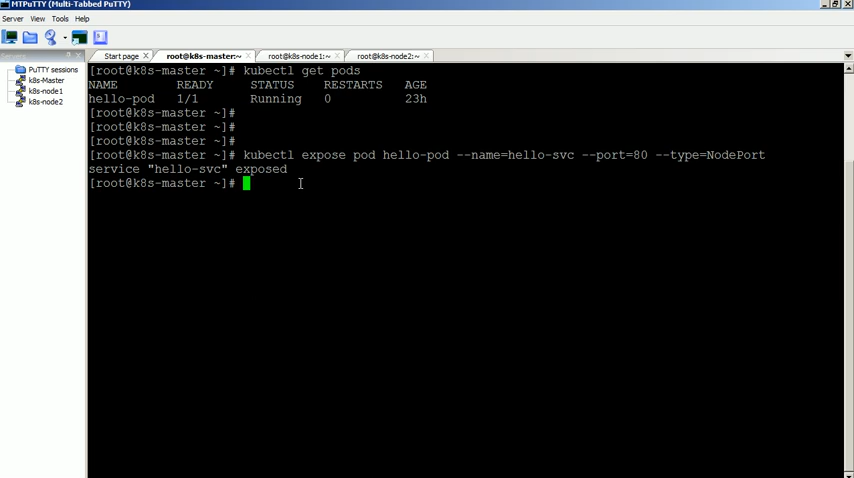 MTPuTTY (Multi-Tabbed PuTTY)
Server View Tools Help
Start page
root@k8s-master:~
root@k8s-node1:~
root@k8s-node2:~
PuTTY sessions
k8s-Master
k8s-node1
k8s-node2
[root@k8s-master ~]# kubectl get pods
NAME READY STATUS RESTARTS AGE
hello-pod 1/1 Running 0 23h
[root@k8s-master ~]#
[root@k8s-master ~]#
[root@k8s-master ~]#
[root@k8s-master ~]# kubectl expose pod hello-pod --name=hello-svc --port=80 --type=NodePort
service "hello-svc" exposed
[root@k8s-master ~]#